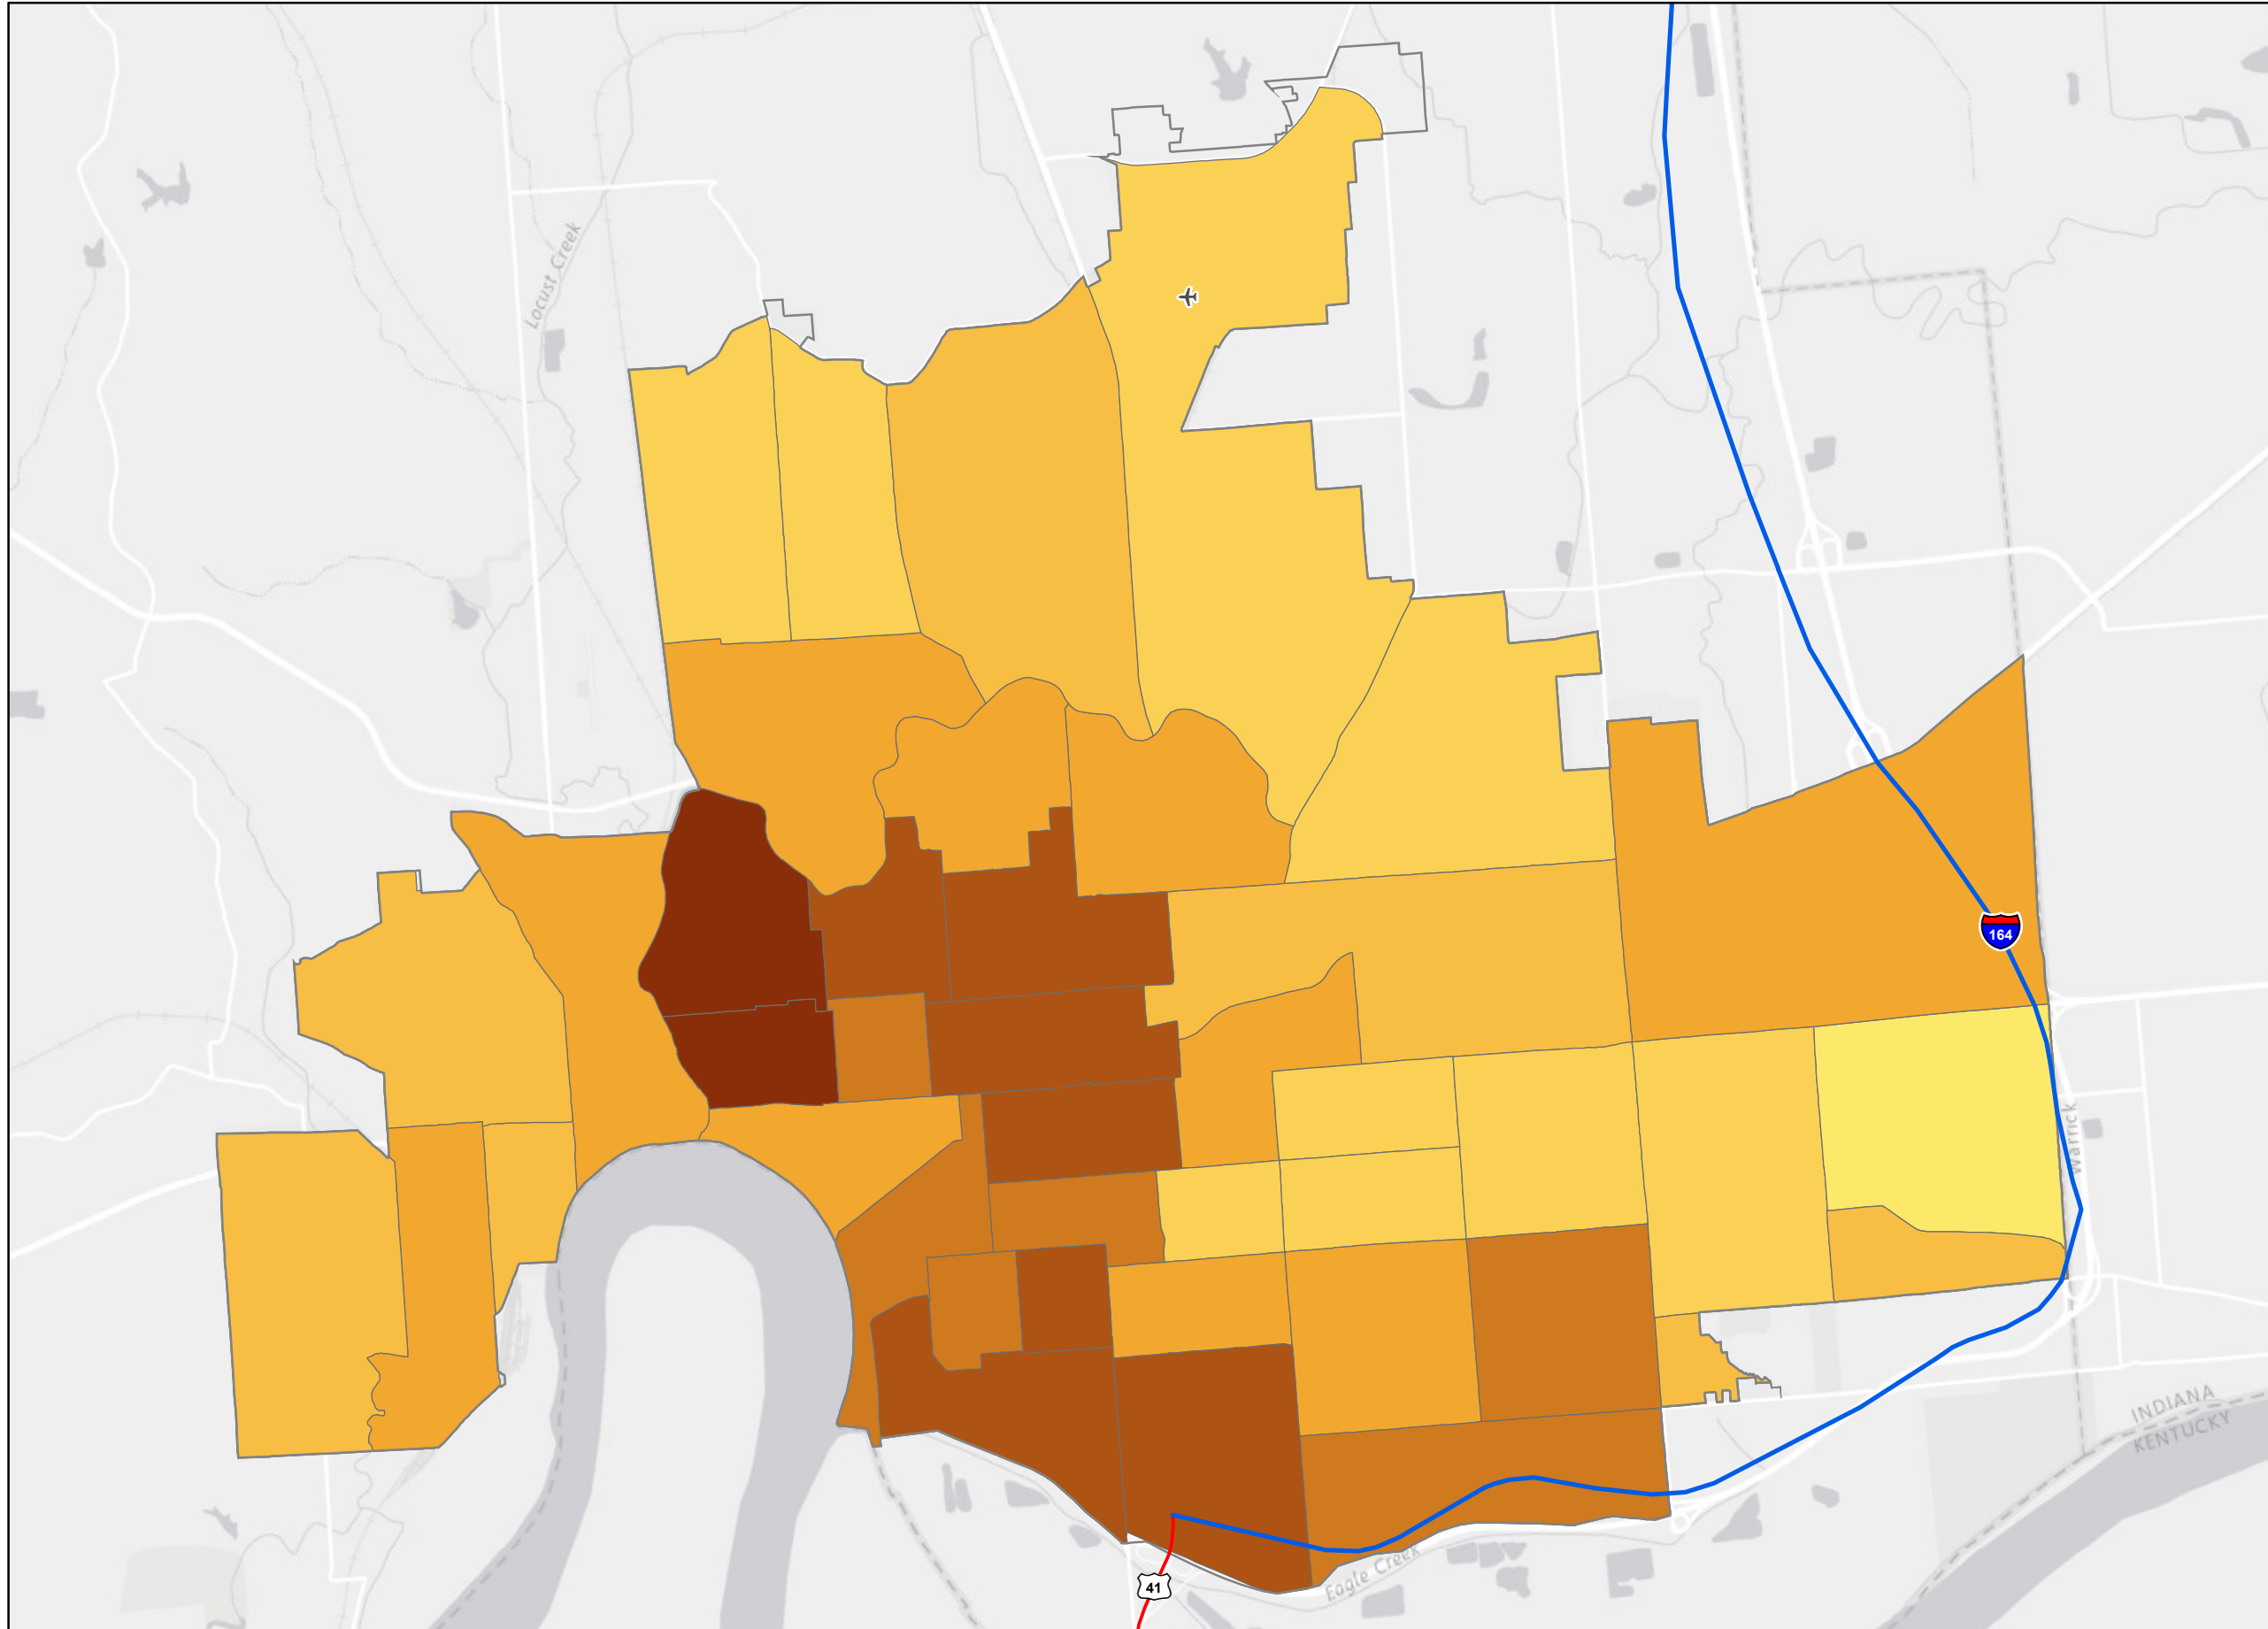 Locust Creek
164
Warrick
INDIANA
KENTUCKY
Eagle Creek
41